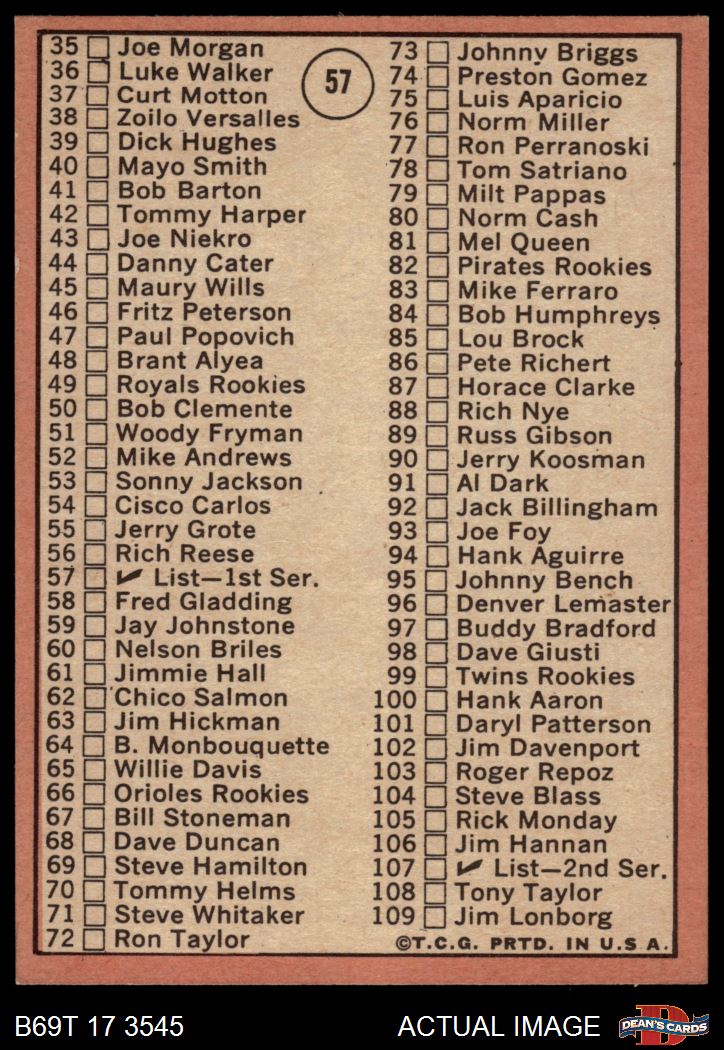 35 Joe Morgan
36 Luke Walker
37 Curt Motton
38 Zoilo Versalles
39 Dick Hughes
40 Mayo Smith
41 Bob Barton
42 Tommy Harper
43 Joe Niekro
44 Danny Cater
45 Maury Wills
46 Fritz Peterson
47 Paul Popovich
48 Brant Alyea
49 Royals Rookies
50 Bob Clemente
51 Woody Fryman
52 Mike Andrews
53 Sonny Jackson
54 Cisco Carlos
55 Jerry Grote
56 Rich Reese
57 ✔ List—1st Ser.
58 Fred Gladding
59 Jay Johnstone
60 Nelson Briles
61 Jimmie Hall
62 Chico Salmon
63 Jim Hickman
64 B. Monbouquette
65 Willie Davis
66 Orioles Rookies
67 Bill Stoneman
68 Dave Duncan
69 Steve Hamilton
70 Tommy Helms
71 Steve Whitaker
72 Ron Taylor
57
73 Johnny Briggs
74 Preston Gomez
75 Luis Aparicio
76 Norm Miller
77 Ron Perranoski
78 Tom Satriano
79 Milt Pappas
80 Norm Cash
81 Mel Queen
82 Pirates Rookies
83 Mike Ferraro
84 Bob Humphreys
85 Lou Brock
86 Pete Richert
87 Horace Clarke
88 Rich Nye
89 Russ Gibson
90 Jerry Koosman
91 Al Dark
92 Jack Billingham
93 Joe Foy
94 Hank Aguirre
95 Johnny Bench
96 Denver Lemaster
97 Buddy Bradford
98 Dave Giusti
99 Twins Rookies
100 Hank Aaron
101 Daryl Patterson
102 Jim Davenport
103 Roger Repoz
104 Steve Blass
105 Rick Monday
106 Jim Hannan
107 ✔ List—2nd Ser.
108 Tony Taylor
109 Jim Lonborg
©T.C.G. PRTD. IN U.S.A.
B69T 17 3545
ACTUAL IMAGE
D
DEAN'S CARDS